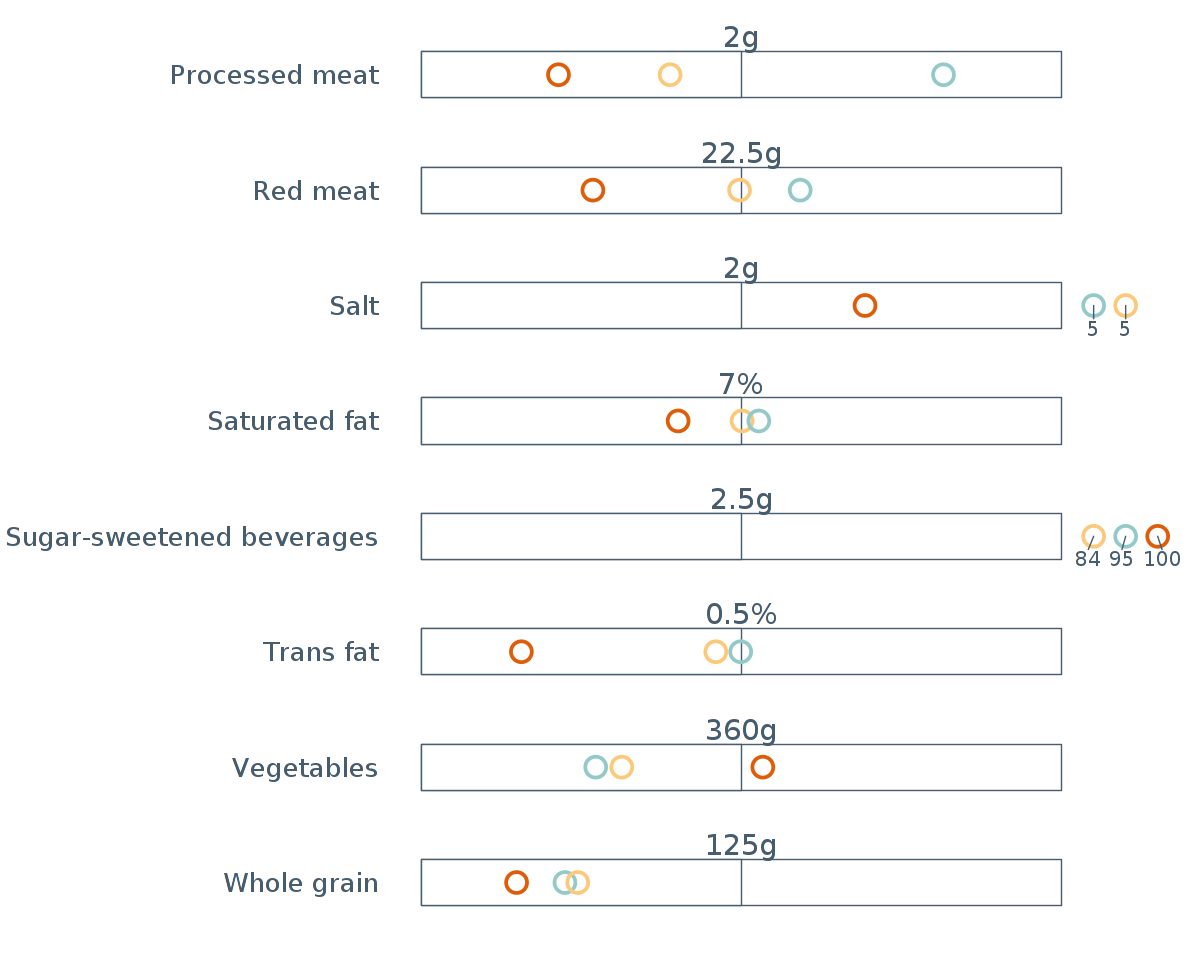 2g
Processed meat
22.5g
Red meat
2g
Salt
5 5
7%
Saturated fat
2.5g
Sugar-sweetened beverages
84 95 100
0.5%
Trans fat
360g
Vegetables
125g
Whole grain